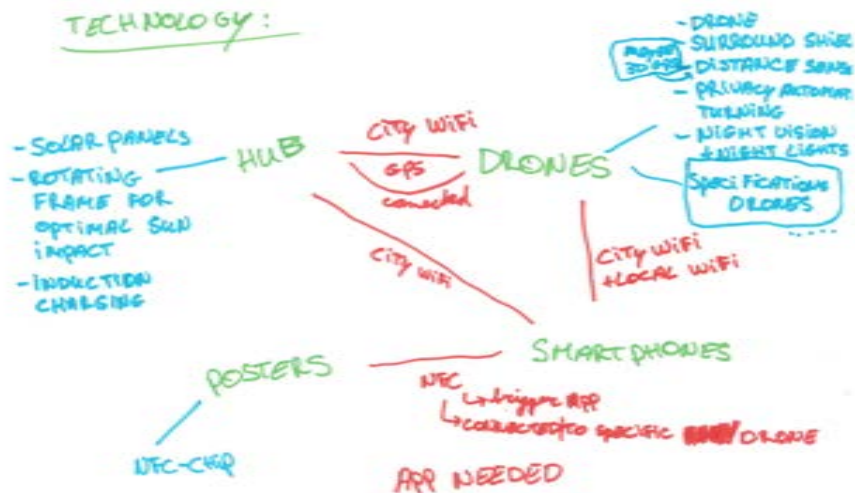 TECHNOLOGY:
- DRONE
SURROUND SHIEL
- DISTANCE SENS
- PRIVACY AUTOMAT.
TURNING
- NIGHT VISION
+ NIGHT LIGHTS
SPECIFICATIONS
DRONES
.....
- SOLAR PANELS
- ROTATING
FRAME FOR
OPTIMAL SUN
IMPACT
- INDUCTION
CHARGING
HUB
CITY WIFI
GPS
connected
DRONES
CITY WIFI
CITY WIFI
+ LOCAL WIFI
POSTERS
SMARTPHONES
NFC
↳ trigger APP
↳ CONNECTED/TO SPECIFIC DRONE
NFC-CHIP
APP NEEDED